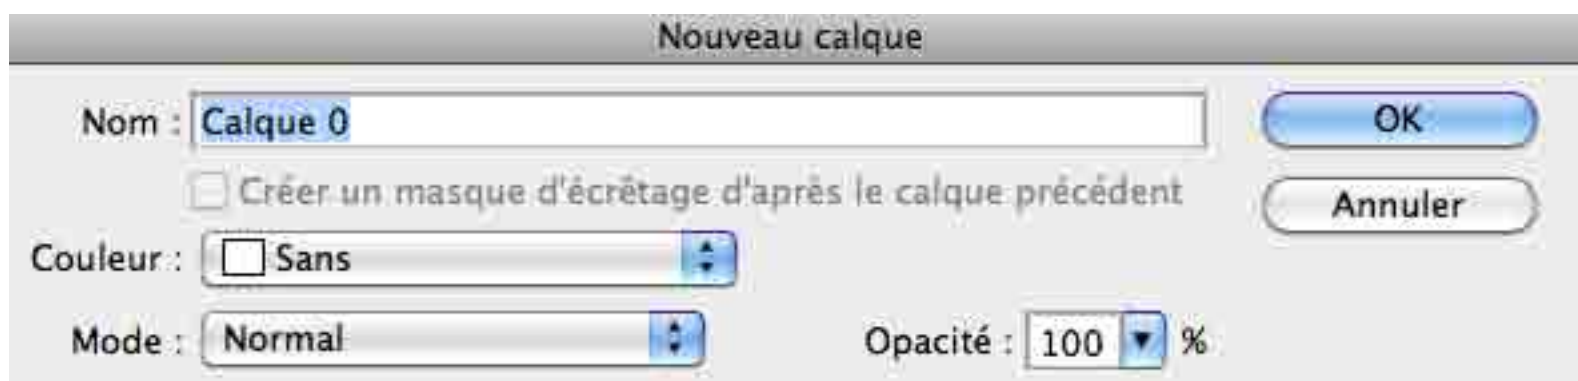 Nouveau calque
Nom : Calque 0
OK
Créer un masque d'écrêtage d'après le calque précédent
Annuler
Couleur : Sans
Mode : Normal
Opacité : 100 %